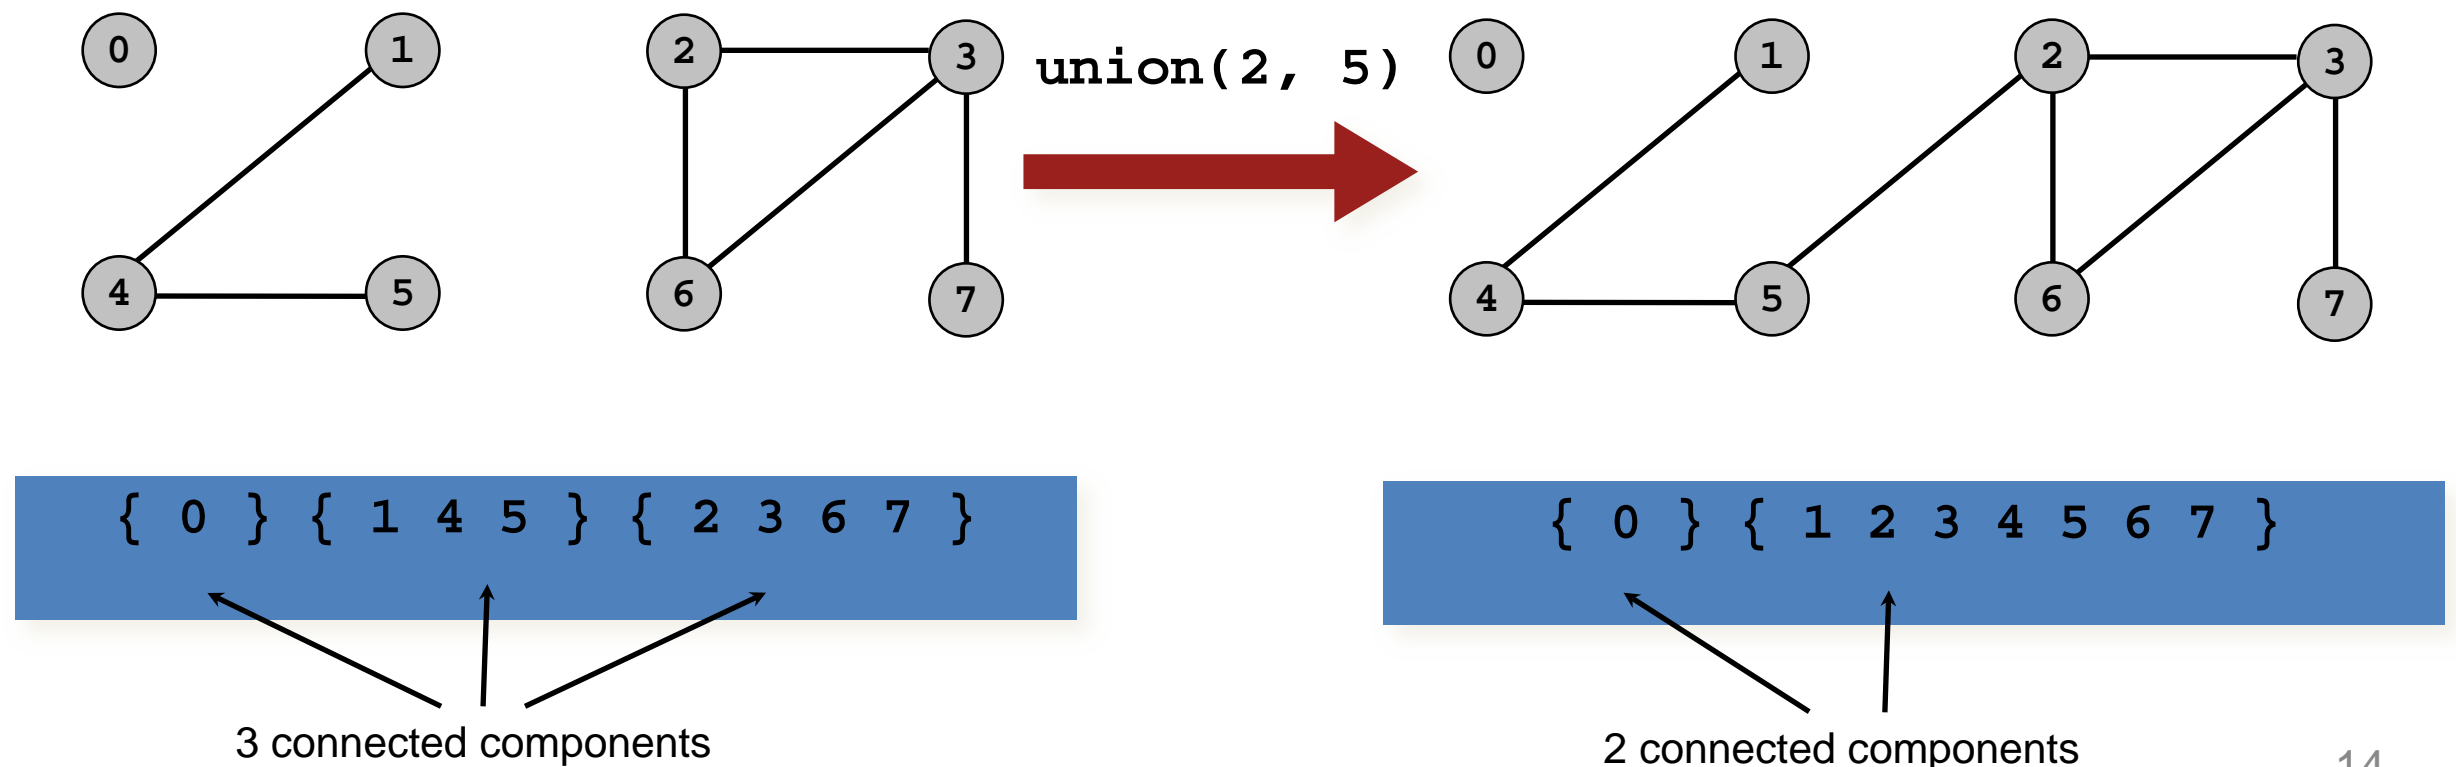 0 1 2 3 union(2, 5) 0 1 2 3
4 5 6 7 4 5 6 7
{ 0 } { 1 4 5 } { 2 3 6 7 }
{ 0 } { 1 2 3 4 5 6 7 }
3 connected components
2 connected components
14